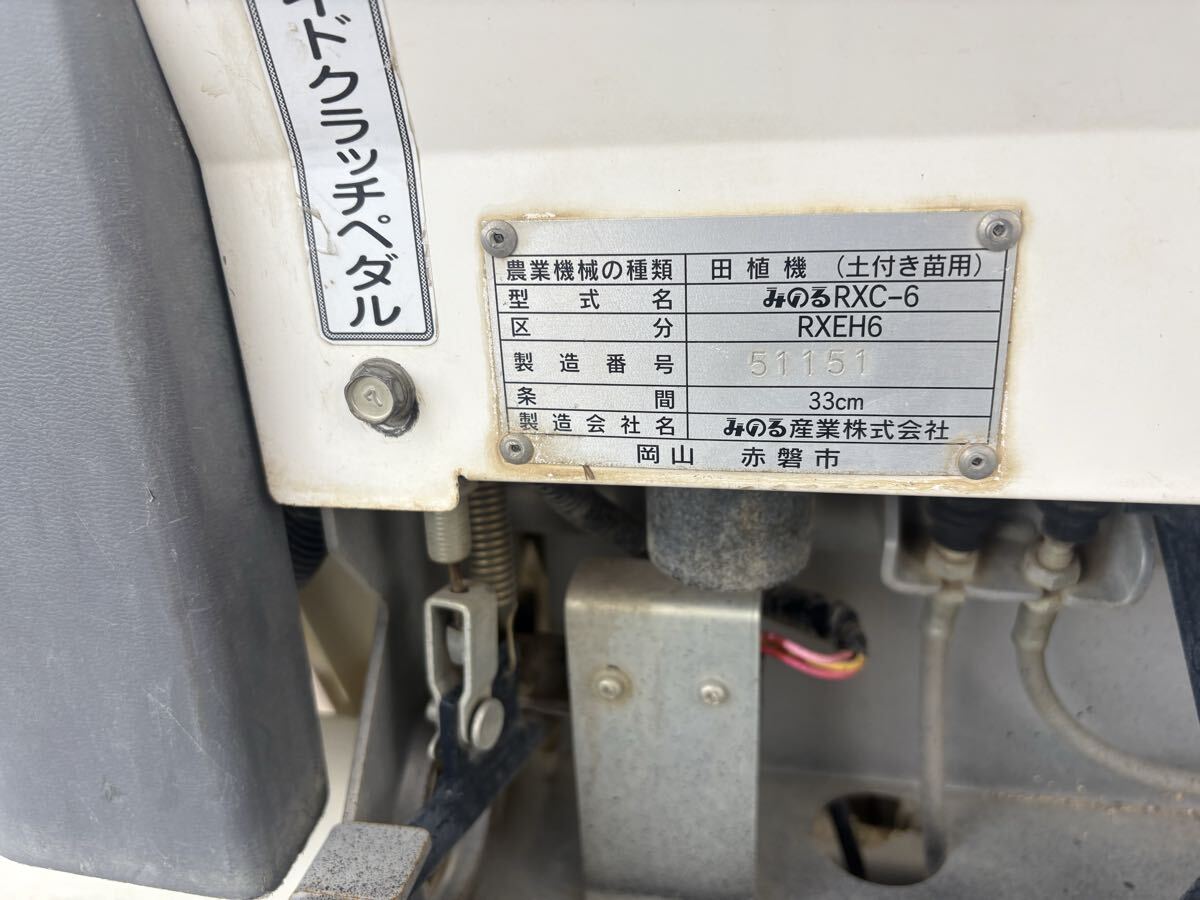 ドクラッチペダル
農業機械の種類 田植機 (土付き苗用)
型式名 みのるRXC-6
区分 RXEH6
製造番号 51151
条間 33cm
製造会社名 みのる産業株式会社
岡山 赤磐市